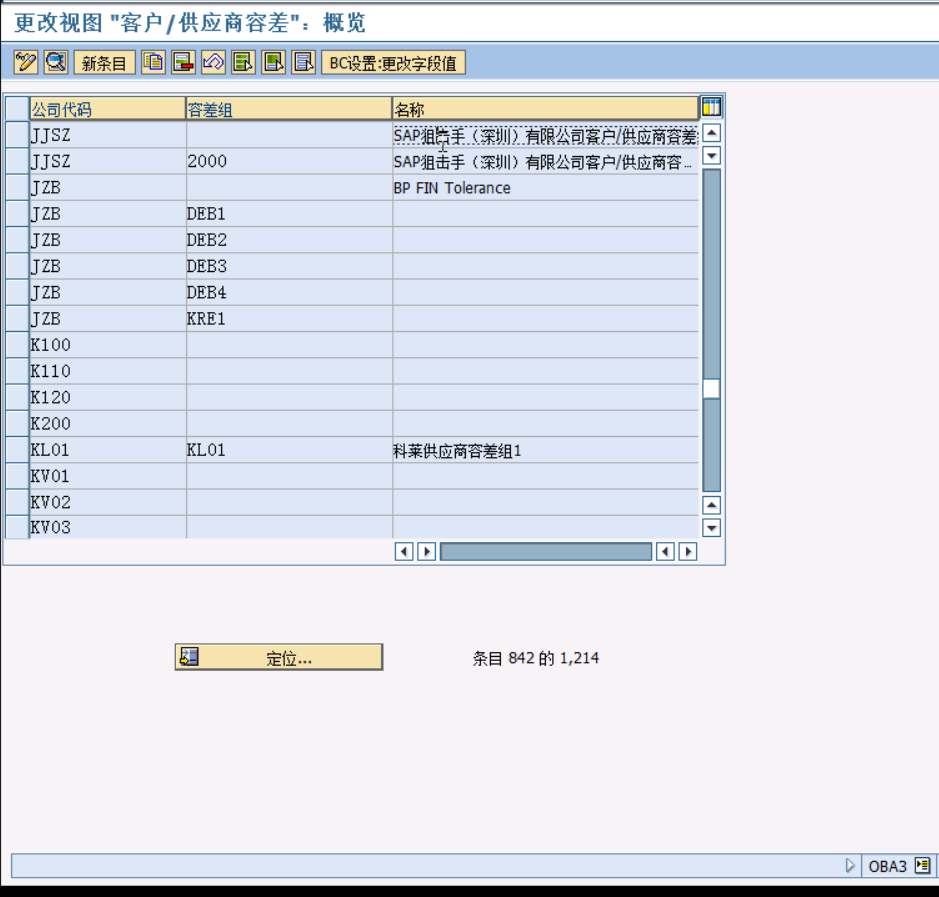 更改视图 "客户/供应商容差": 概览
新条目 BC设置:更改字段值
公司代码 容差组 名称
JJSZ SAP狙击手（深圳）有限公司客户/供应商容差
JJSZ 2000 SAP狙击手（深圳）有限公司客户/供应商容...
JZB BP FIN Tolerance
JZB DEB1
JZB DEB2
JZB DEB3
JZB DEB4
JZB KRE1
K100
K110
K120
K200
KL01 KL01 科莱供应商容差组1
KV01
KV02
KV03
定位... 条目 842 的 1,214
OBA3